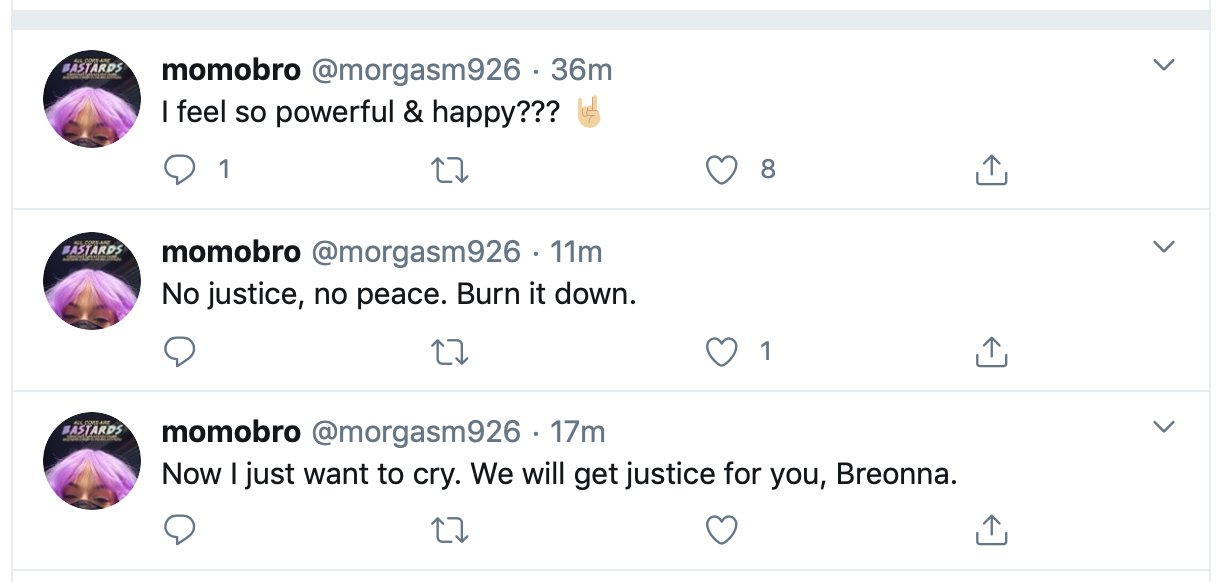 momobro @morgasm926 · 36m
I feel so powerful & happy??? 🤘🏼
1 8
momobro @morgasm926 · 11m
No justice, no peace. Burn it down.
1
momobro @morgasm926 · 17m
Now I just want to cry. We will get justice for you, Breonna.
ALL COPS ARE
BASTARDS
ALL COPS ARE
BASTARDS
ALL COPS ARE
BASTARDS